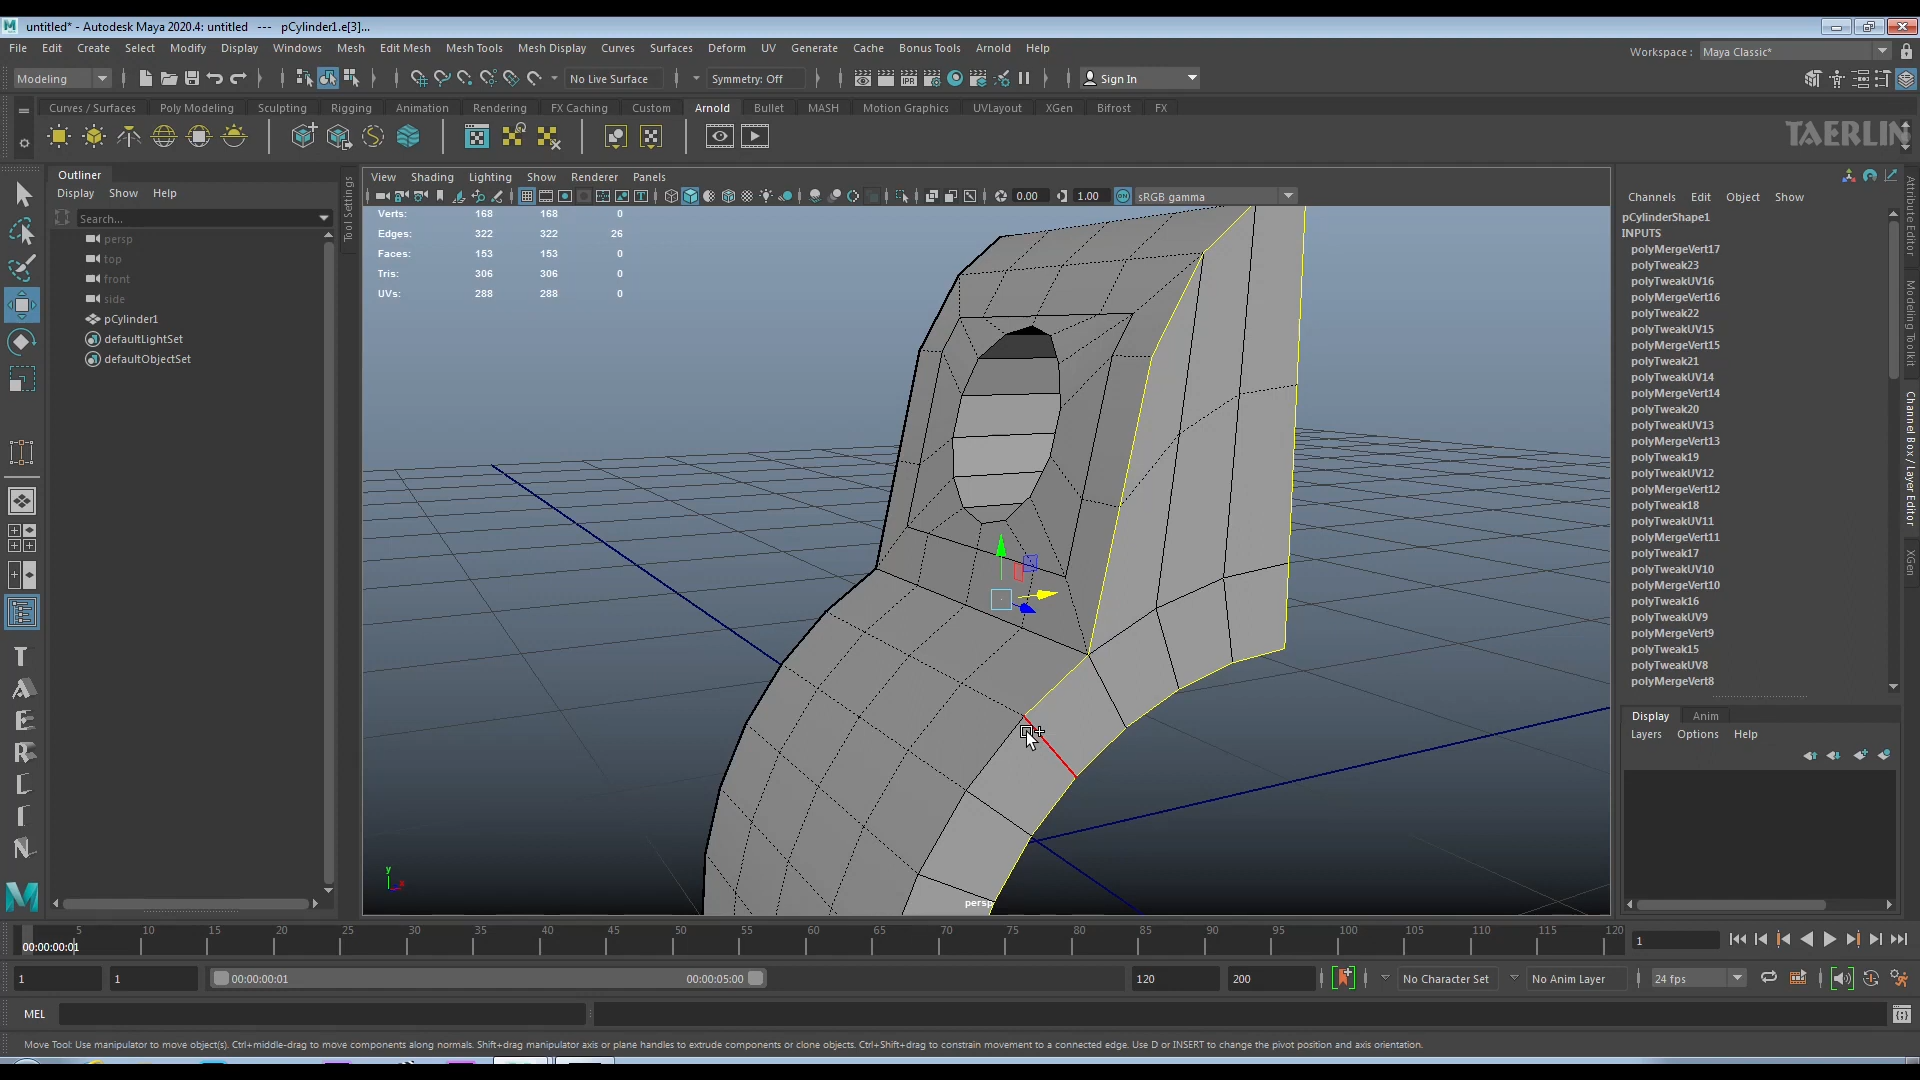 untitled* - Autodesk Maya 2020.4: untitled   ---   pCylinder1.e[3]...
File Edit Create Select Modify Display Windows Mesh Edit Mesh Mesh Tools Mesh Display Curves Surfaces Deform UV Generate Cache Bonus Tools Arnold Help
Workspace : Maya Classic*
Modeling No Live Surface Symmetry: Off Sign In
Curves / Surfaces Poly Modeling Sculpting Rigging Animation Rendering FX Caching Custom Arnold Bullet MASH Motion Graphics UVLayout XGen Bifrost FX
TAERLIN
Outliner
Display Show Help
Search...
persp
top
front
side
pCylinder1
defaultLightSet
defaultObjectSet
Tool Settings
View Shading Lighting Show Renderer Panels
0.00 1.00 sRGB gamma
Verts: 168 168 0
Edges: 322 322 26
Faces: 153 153 0
Tris: 306 306 0
UVs: 288 288 0
y
persp
Channels Edit Object Show
pCylinderShape1
INPUTS
polyMergeVert17
polyTweak23
polyTweakUV16
polyMergeVert16
polyTweak22
polyTweakUV15
polyMergeVert15
polyTweak21
polyTweakUV14
polyMergeVert14
polyTweak20
polyTweakUV13
polyMergeVert13
polyTweak19
polyTweakUV12
polyMergeVert12
polyTweak18
polyTweakUV11
polyMergeVert11
polyTweak17
polyTweakUV10
polyMergeVert10
polyTweak16
polyTweakUV9
polyMergeVert9
polyTweak15
polyTweakUV8
polyMergeVert8
Attribute Editor
Modeling Toolkit
Channel Box / Layer Editor
XGen
Display Anim
Layers Options Help
5 10 15 20 25 30 35 40 45 50 55 60 65 70 75 80 85 90 95 100 105 110 115 120
00:00:00:01
1
1 1 00:00:00:01 00:00:05:00 120 200 No Character Set No Anim Layer 24 fps
MEL
Move Tool: Use manipulator to move object(s). Ctrl+middle-drag to move components along normals. Shift+drag manipulator axis or plane handles to extrude components or clone objects. Ctrl+Shift+drag to constrain movement to a connected edge. Use D or INSERT to change the pivot position and axis orientation.